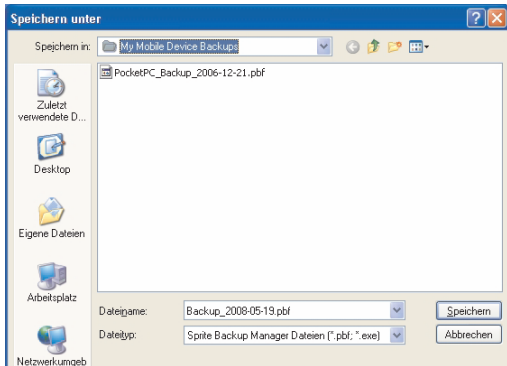 Speichern unter
Speichern in:
My Mobile Device Backups
PocketPC_Backup_2006-12-21.pbf
Zuletzt
verwendete D...
Desktop
Eigene Dateien
Arbeitsplatz
Netzwerkumgeb
Dateiname:
Backup_2008-05-19.pbf
Speichern
Dateityp:
Sprite Backup Manager Dateien (*.pbf; *.exe)
Abbrechen